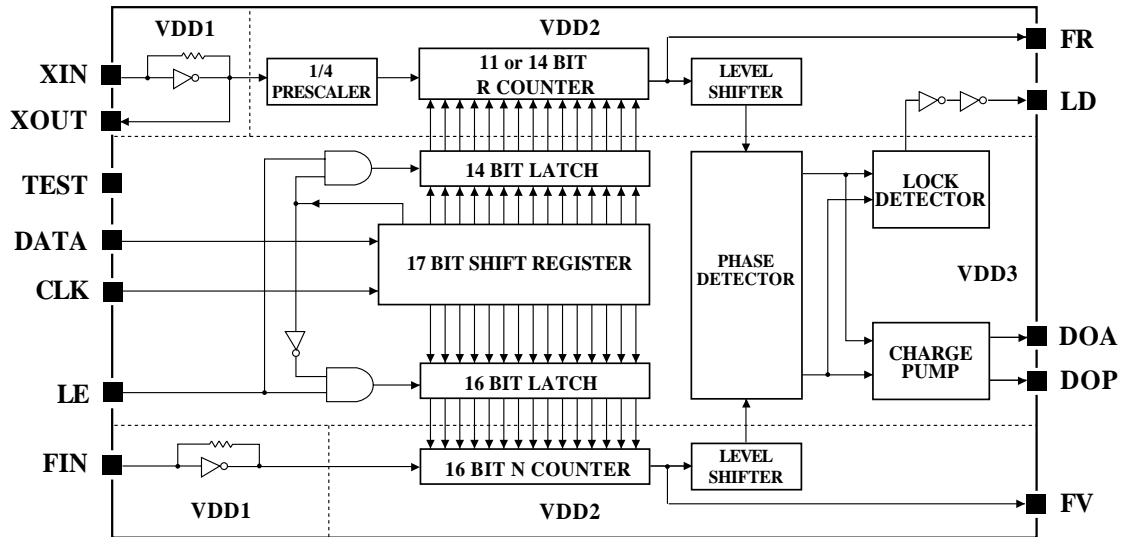 VDD1
VDD2
FR
XIN
1/4
PRESCALER
11 or 14 BIT
R COUNTER
LEVEL
SHIFTER
LD
XOUT
TEST
14 BIT LATCH
LOCK
DETECTOR
DATA
17 BIT SHIFT REGISTER
PHASE
DETECTOR
VDD3
CLK
DOA
CHARGE
PUMP
DOP
LE
16 BIT LATCH
FIN
16 BIT N COUNTER
LEVEL
SHIFTER
VDD1
VDD2
FV